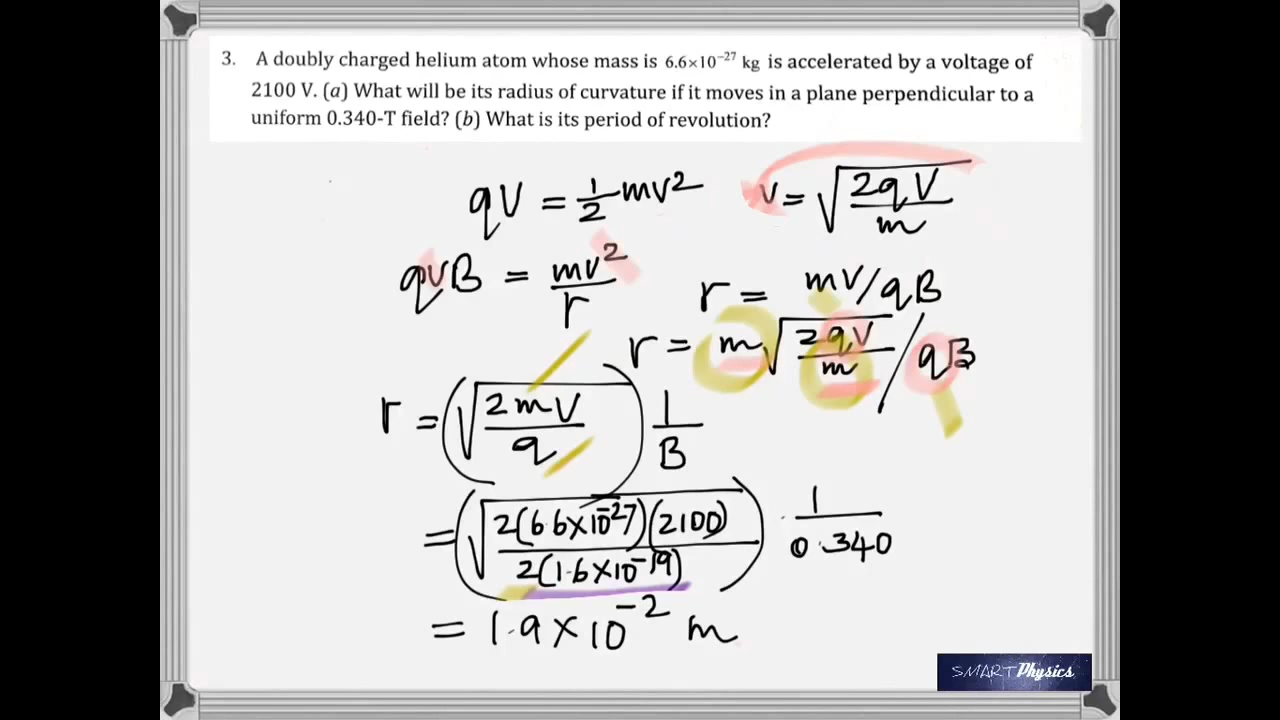 3. A doubly charged helium atom whose mass is 6.6×10⁻²⁷ kg is accelerated by a voltage of
2100 V. (a) What will be its radius of curvature if it moves in a plane perpendicular to a
uniform 0.340-T field? (b) What is its period of revolution?
qV = 1/2 mv²
v = √(2qV/m)
qvB = mv²/r
r = mv/qB
r = m√(2qV/m) / qB
r = (√(2mV/q)) 1/B
= (√(2(6.6×10⁻²⁷)(2100)/2(1.6×10⁻¹⁹))) · 1/0.340
= 1.9×10⁻² m
SMART Physics